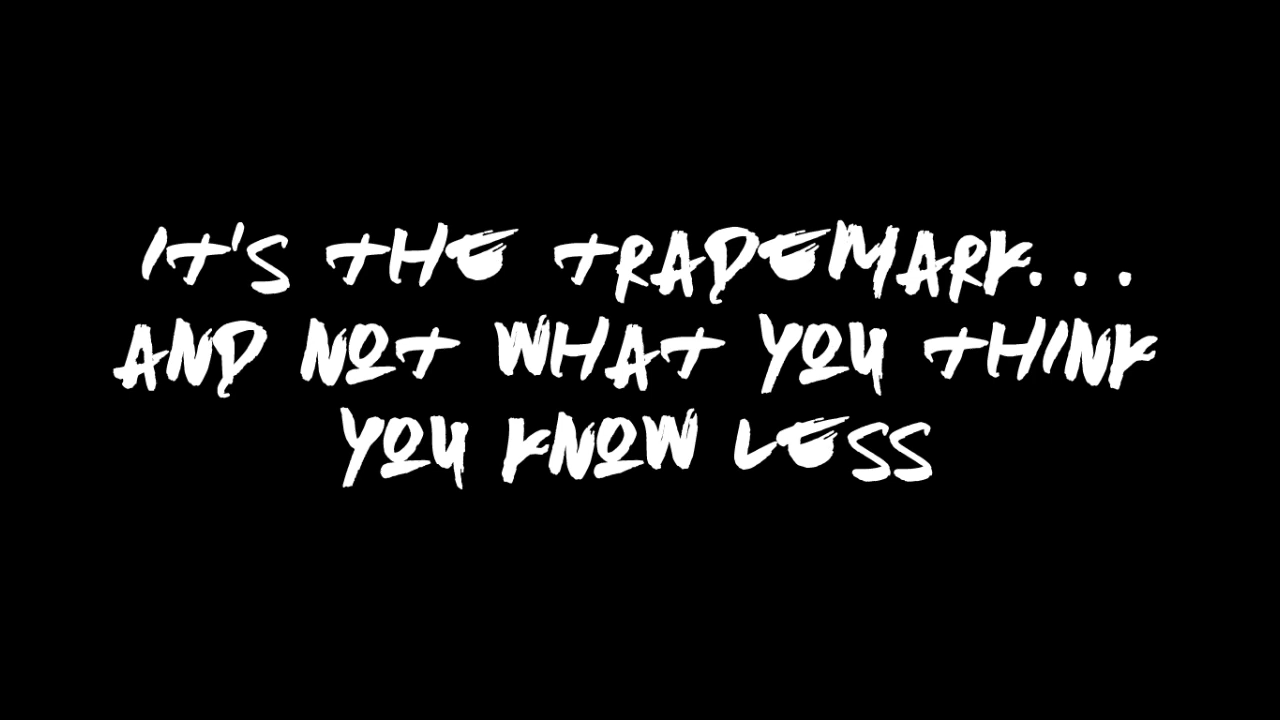 IT'S THE TRADEMARK...
AND NOT WHAT YOU THINK
YOU KNOW LESS